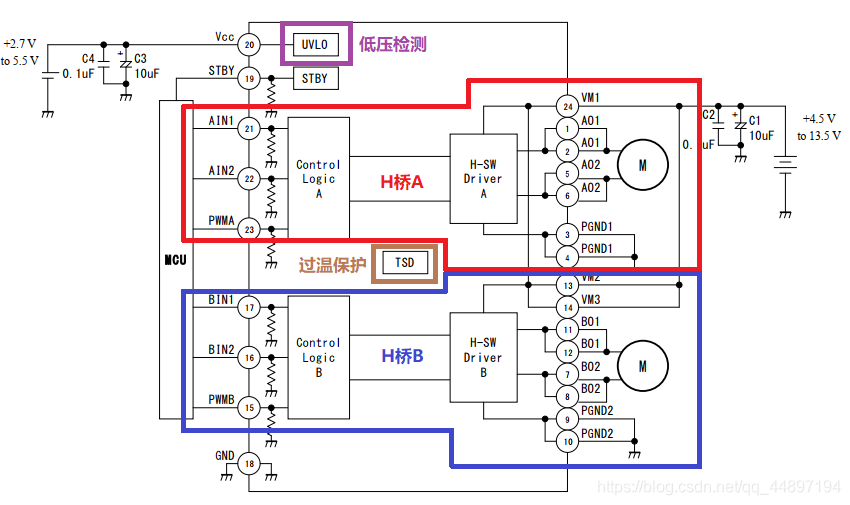 +2.7 V
to 5.5 V
C4
0.1uF
+
C3
10uF
Vcc
20
UVLO
低压检测
STBY
19
STBY
MCU
AIN1
21
AIN2
22
PWMA
23
Control
Logic
A
H桥A
H-SW
Driver
A
24
VM1
1
AO1
2
AO1
5
AO2
6
AO2
3
PGND1
4
PGND1
M
C2
+
C1
10uF
+4.5 V
to 13.5 V
过温保护
TSD
BIN1
17
BIN2
16
PWMB
15
Control
Logic
B
H桥B
H-SW
Driver
B
13
VM2
14
VM3
11
BO1
12
BO1
7
BO2
8
BO2
9
PGND2
10
PGND2
M
GND
18
https://blog.csdn.net/qq_44897194